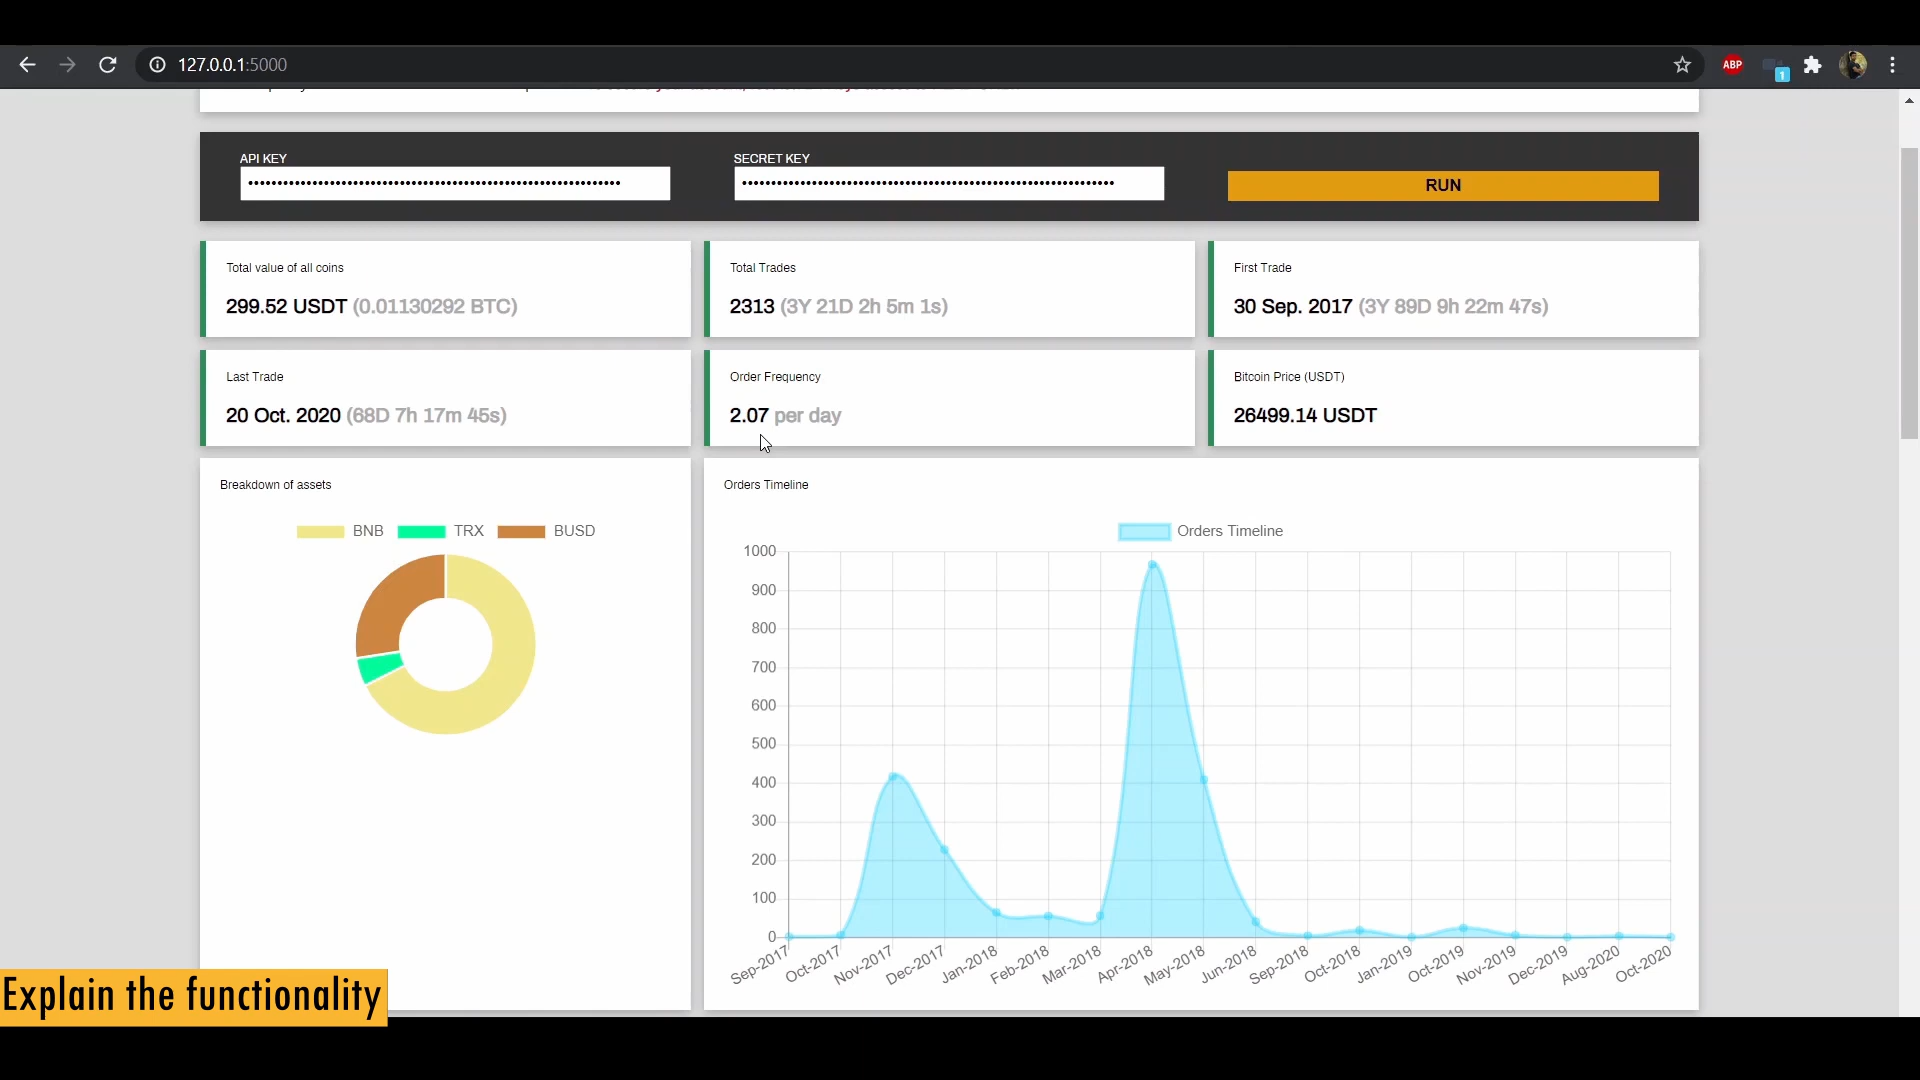 127.0.0.1:5000
ABP
1
API KEY
SECRET KEY
••••••••••••••••••••••••••••••••••••••••••••••••••••••••••••••••
••••••••••••••••••••••••••••••••••••••••••••••••••••••••••••••••
RUN
Total value of all coins
299.52 USDT (0.01130292 BTC)
Total Trades
2313 (3Y 21D 2h 5m 1s)
First Trade
30 Sep. 2017 (3Y 89D 9h 22m 47s)
Last Trade
20 Oct. 2020 (68D 7h 17m 45s)
Order Frequency
2.07 per day
Bitcoin Price (USDT)
26499.14 USDT
Breakdown of assets
BNB TRX BUSD
Orders Timeline
Orders Timeline
1000
900
800
700
600
500
400
300
200
100
0
Sep-2017 Oct-2017 Nov-2017 Dec-2017 Jan-2018 Feb-2018 Mar-2018 Apr-2018 May-2018 Jun-2018 Sep-2018 Oct-2018 Jan-2019 Oct-2019 Nov-2019 Dec-2019 Aug-2020 Oct-2020
Explain the functionality